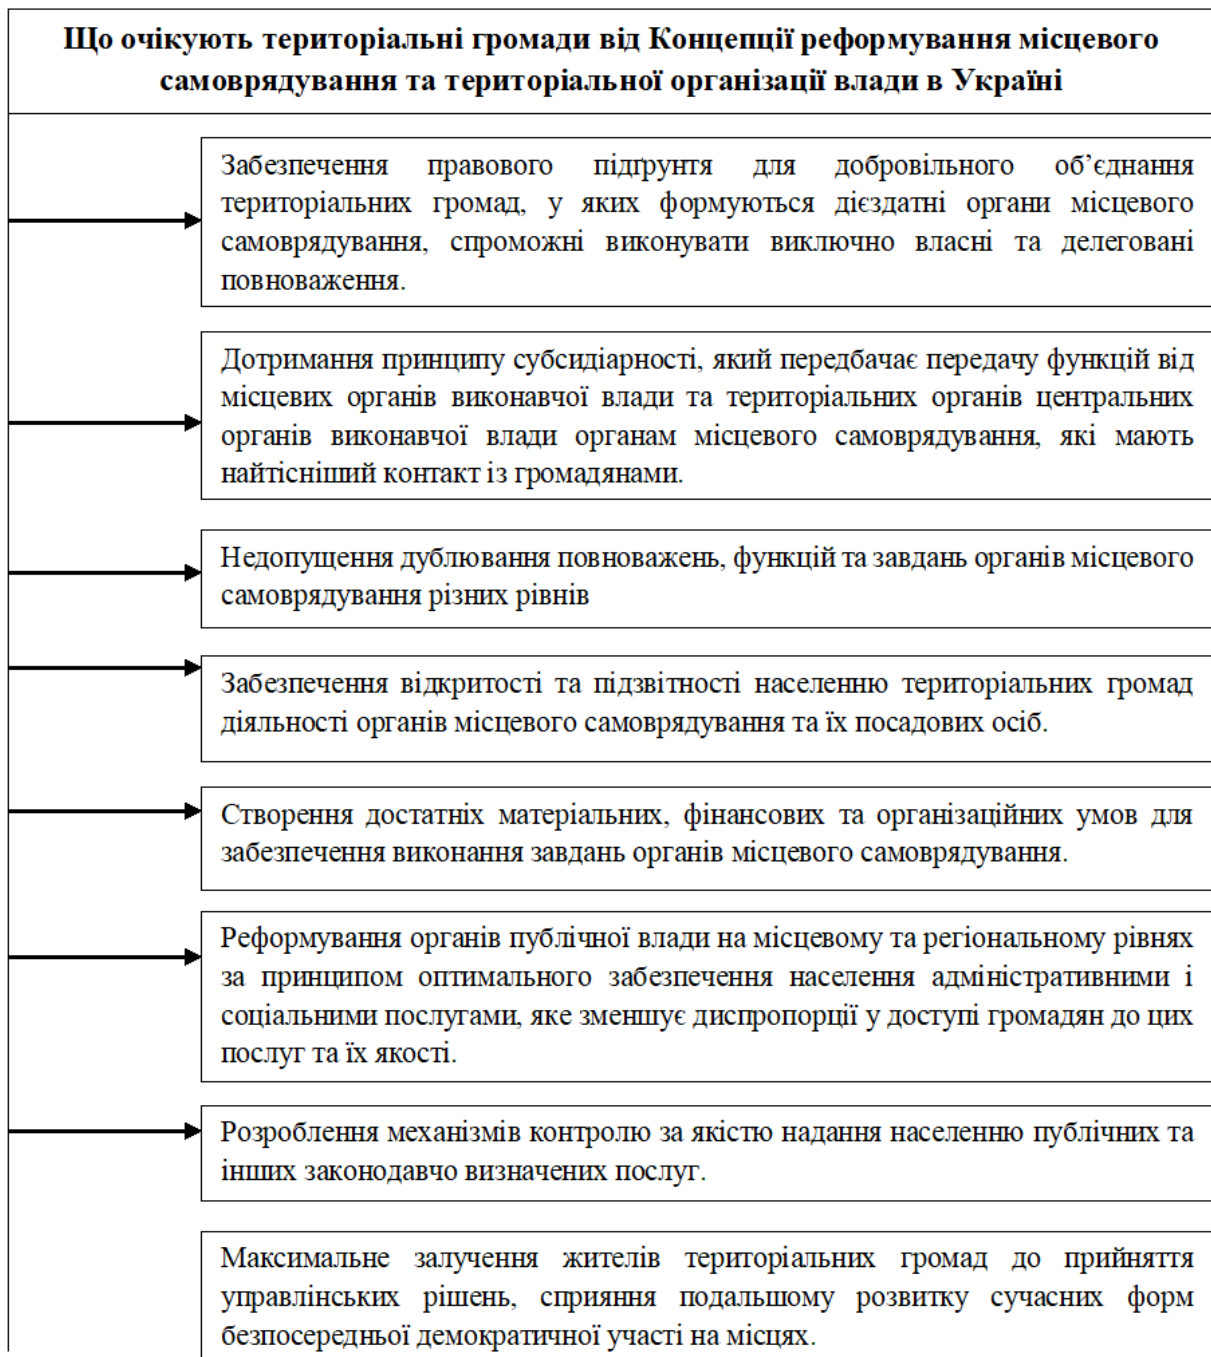 Що очікують територіальні громади від Концепції реформування місцевого
самоврядування та територіальної організації влади в Україні
Забезпечення правового підґрунтя для добровільного об’єднання
територіальних громад, у яких формуються дієздатні органи місцевого
самоврядування, спроможні виконувати виключно власні та делеговані
повноваження.
Дотримання принципу субсидіарності, який передбачає передачу функцій від
місцевих органів виконавчої влади та територіальних органів центральних
органів виконавчої влади органам місцевого самоврядування, які мають
найтісніший контакт із громадянами.
Недопущення дублювання повноважень, функцій та завдань органів місцевого
самоврядування різних рівнів
Забезпечення відкритості та підзвітності населенню територіальних громад
діяльності органів місцевого самоврядування та їх посадових осіб.
Створення достатніх матеріальних, фінансових та організаційних умов для
забезпечення виконання завдань органів місцевого самоврядування.
Реформування органів публічної влади на місцевому та регіональному рівнях
за принципом оптимального забезпечення населення адміністративними і
соціальними послугами, яке зменшує диспропорції у доступі громадян до цих
послуг та їх якості.
Розроблення механізмів контролю за якістю надання населенню публічних та
інших законодавчо визначених послуг.
Максимальне залучення жителів територіальних громад до прийняття
управлінських рішень, сприяння подальшому розвитку сучасних форм
безпосередньої демократичної участі на місцях.